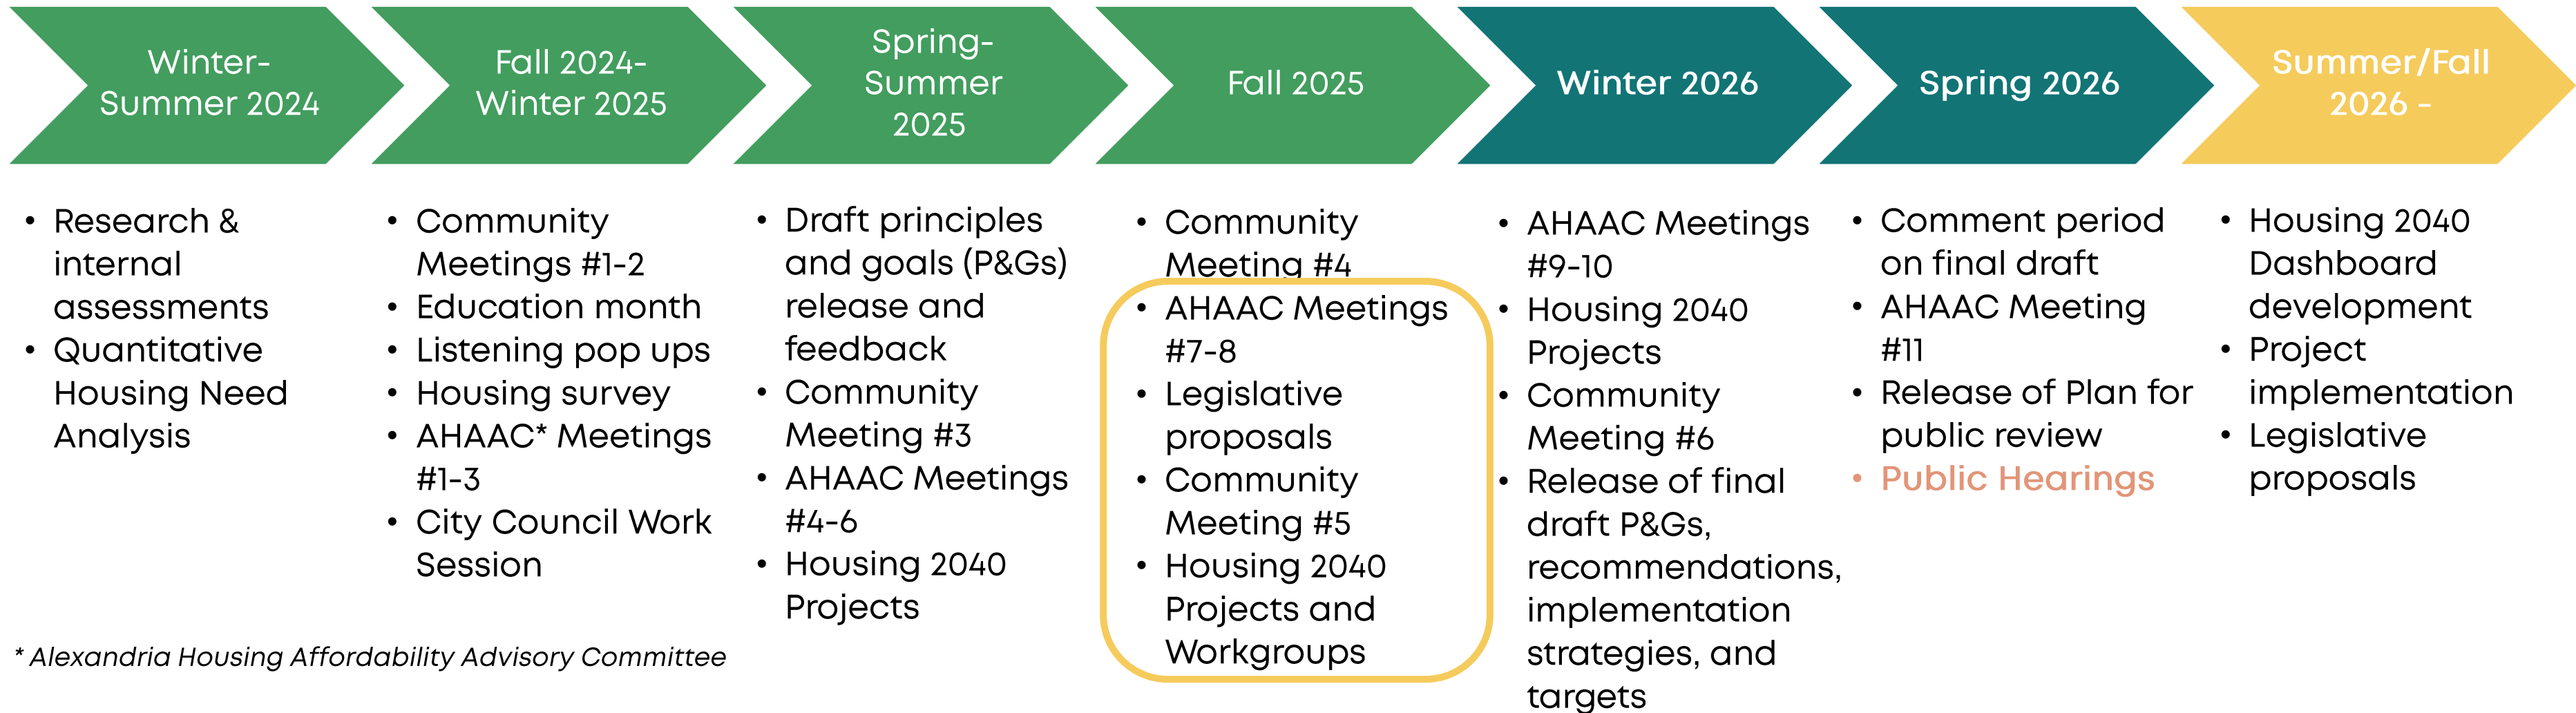 Winter-
Summer 2024
Fall 2024-
Winter 2025
Spring-
Summer
2025
Fall 2025
Winter 2026
Spring 2026
Summer/Fall
2026 -
• Research &
internal
assessments
• Quantitative
Housing Need
Analysis
• Community
Meetings #1-2
• Education month
• Listening pop ups
• Housing survey
• AHAAC* Meetings
#1-3
• City Council Work
Session
• Draft principles
and goals (P&Gs)
release and
feedback
• Community
Meeting #3
• AHAAC Meetings
#4-6
• Housing 2040
Projects
• Community
Meeting #4
• AHAAC Meetings
#7-8
• Legislative
proposals
• Community
Meeting #5
• Housing 2040
Projects and
Workgroups
• AHAAC Meetings
#9-10
• Housing 2040
Projects
• Community
Meeting #6
• Release of final
draft P&Gs,
recommendations,
implementation
strategies, and
targets
• Comment period
on final draft
• AHAAC Meeting
#11
• Release of Plan for
public review
• Public Hearings
• Housing 2040
Dashboard
development
• Project
implementation
• Legislative
proposals
* Alexandria Housing Affordability Advisory Committee